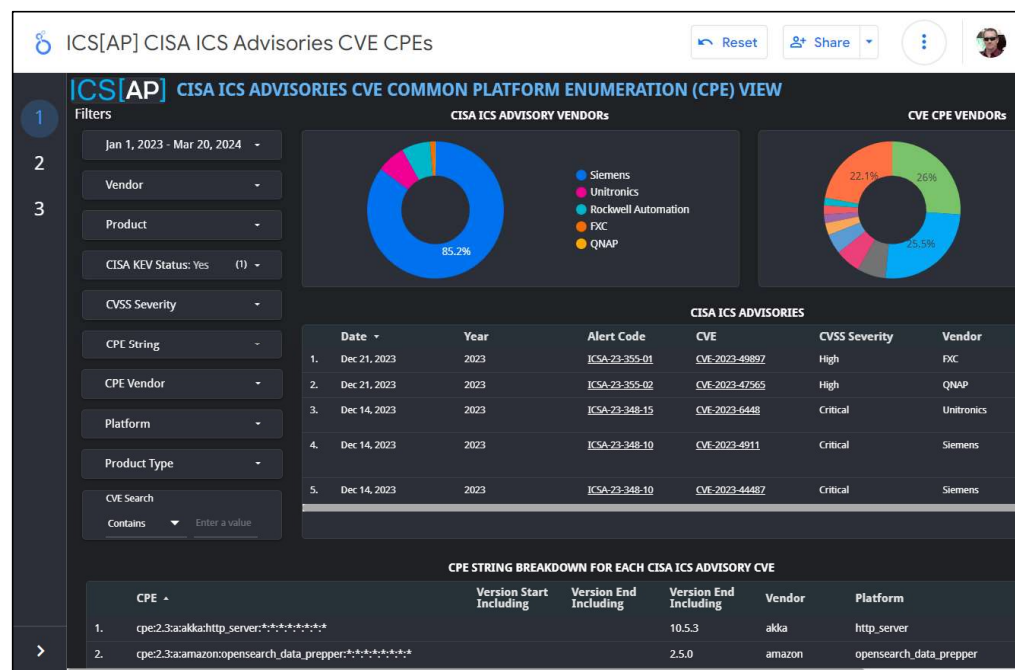 ICS[AP] CISA ICS Advisories CVE CPEs
Reset
Share
ICS[AP] CISA ICS ADVISORIES CVE COMMON PLATFORM ENUMERATION (CPE) VIEW
1
2
3
Filters
Jan 1, 2023 - Mar 20, 2024
Vendor
Product
CISA KEV Status: Yes (1)
CVSS Severity
CPE String
CPE Vendor
Platform
Product Type
CVE Search
Contains Enter a value
CISA ICS ADVISORY VENDORs
85.2%
Siemens
Unitronics
Rockwell Automation
FXC
QNAP
CVE CPE VENDORs
22.1% 26%
25.5%
CISA ICS ADVISORIES
Date Year Alert Code CVE CVSS Severity Vendor
1. Dec 21, 2023 2023 ICSA-23-355-01 CVE-2023-49897 High FXC
2. Dec 21, 2023 2023 ICSA-23-355-02 CVE-2023-47565 High QNAP
3. Dec 14, 2023 2023 ICSA-23-348-15 CVE-2023-6448 Critical Unitronics
4. Dec 14, 2023 2023 ICSA-23-348-10 CVE-2023-4911 Critical Siemens
5. Dec 14, 2023 2023 ICSA-23-348-10 CVE-2023-44487 Critical Siemens
CPE STRING BREAKDOWN FOR EACH CISA ICS ADVISORY CVE
CPE Version Start Including Version End Including Version End Including Vendor Platform
1. cpe:2.3:a:akka:http_server:*:*:*:*:*:*:*:* 10.5.3 akka http_server
2. cpe:2.3:a:amazon:opensearch_data_prepper:*:*:*:*:*:*:*:* 2.5.0 amazon opensearch_data_prepper